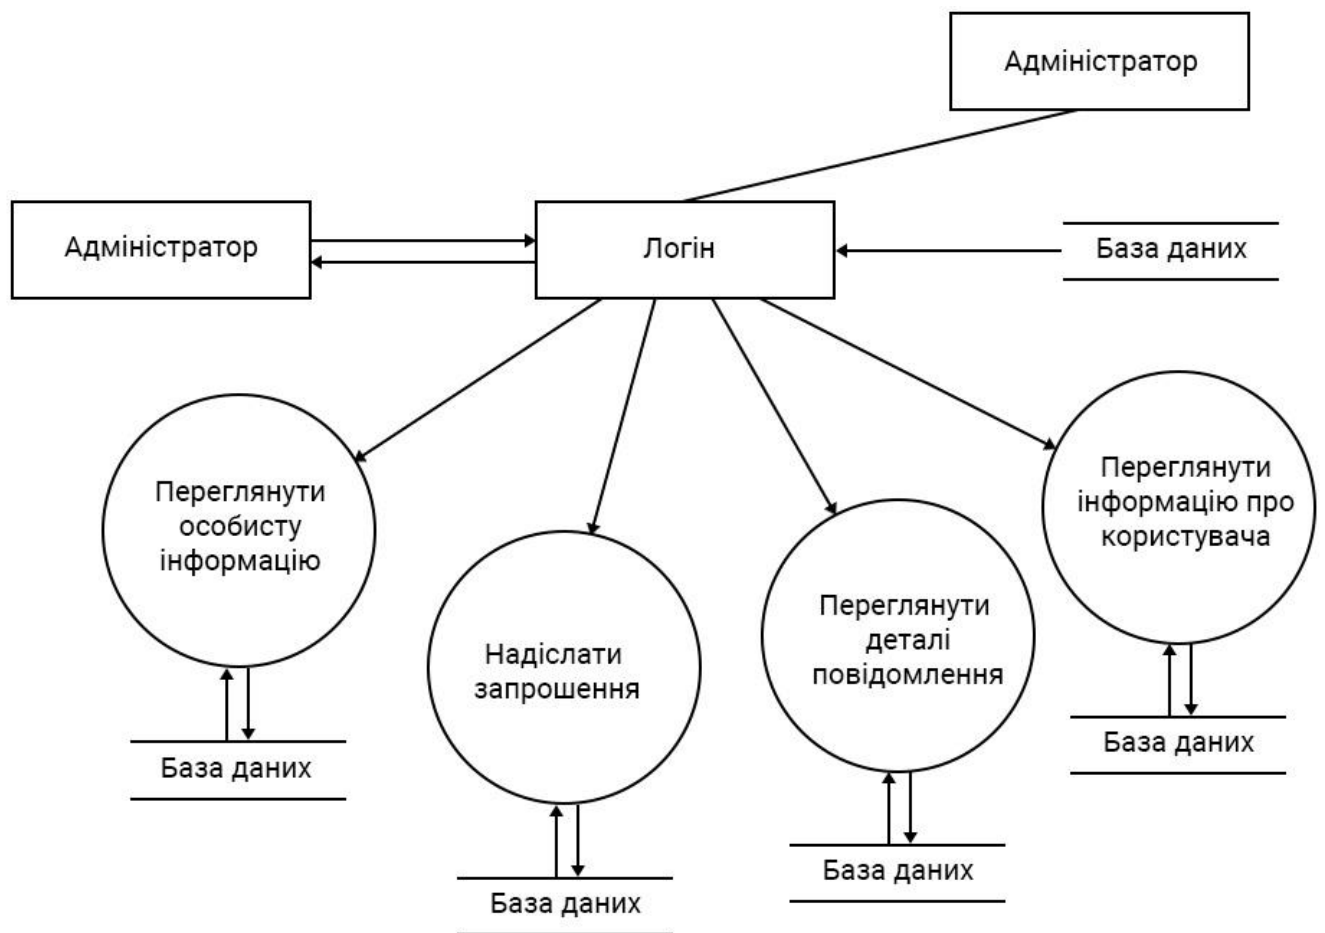 Адміністратор
Адміністратор
Логін
База даних
Переглянути
особисту
інформацію
Надіслати
запрошення
Переглянути
деталі
повідомлення
Переглянути
інформацію про
користувача
База даних
База даних
База даних
База даних